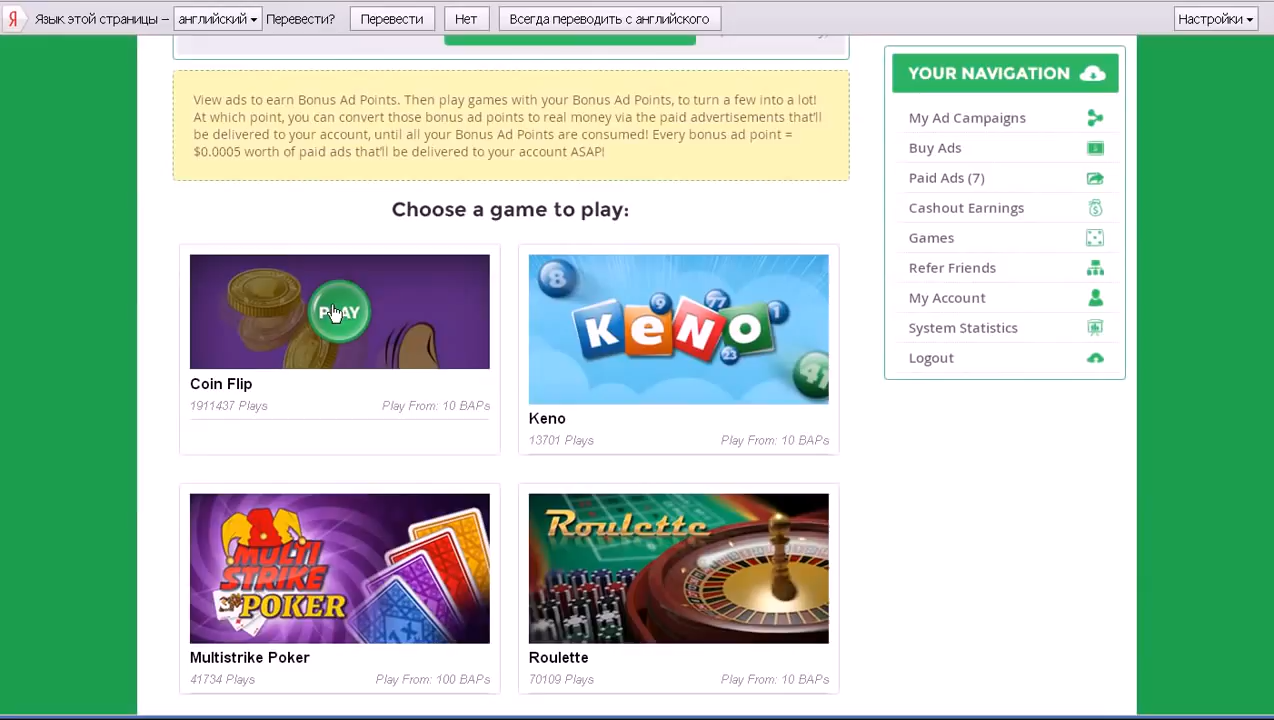 Я Язык этой страницы – английский Перевести? Перевести Нет Всегда переводить с английского Настройки
YOUR NAVIGATION
My Ad Campaigns
Buy Ads
Paid Ads (7)
Cashout Earnings
Games
Refer Friends
My Account
System Statistics
Logout
View ads to earn Bonus Ad Points. Then play games with your Bonus Ad Points, to turn a few into a lot!
At which point, you can convert those bonus ad points to real money via the paid advertisements that'll
be delivered to your account, until all your Bonus Ad Points are consumed! Every bonus ad point =
$0.0005 worth of paid ads that'll be delivered to your account ASAP!
Choose a game to play:
PLAY
Coin Flip
1911437 Plays Play From: 10 BAPs
8 9 77 1
KeNO
23 41
Keno
13701 Plays Play From: 10 BAPs
MULTI
STRIKE
POKER
Multistrike Poker
41734 Plays Play From: 100 BAPs
Roulette
Roulette
70109 Plays Play From: 10 BAPs